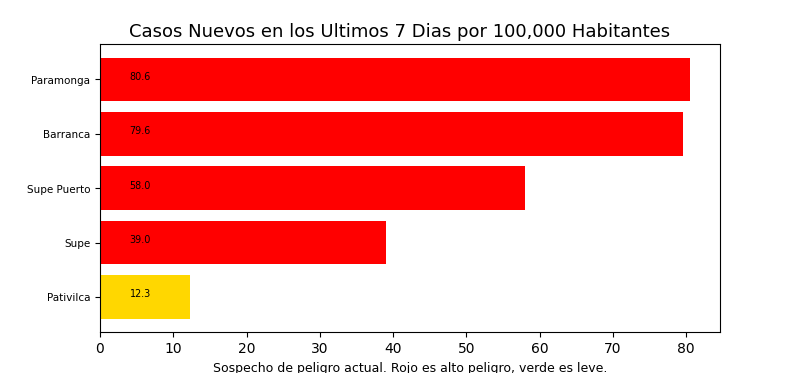 Casos Nuevos en los Ultimos 7 Dias por 100,000 Habitantes
Paramonga 80.6
Barranca 79.6
Supe Puerto 58.0
Supe 39.0
Pativilca 12.3
0 10 20 30 40 50 60 70 80
Sospecho de peligro actual. Rojo es alto peligro, verde es leve.